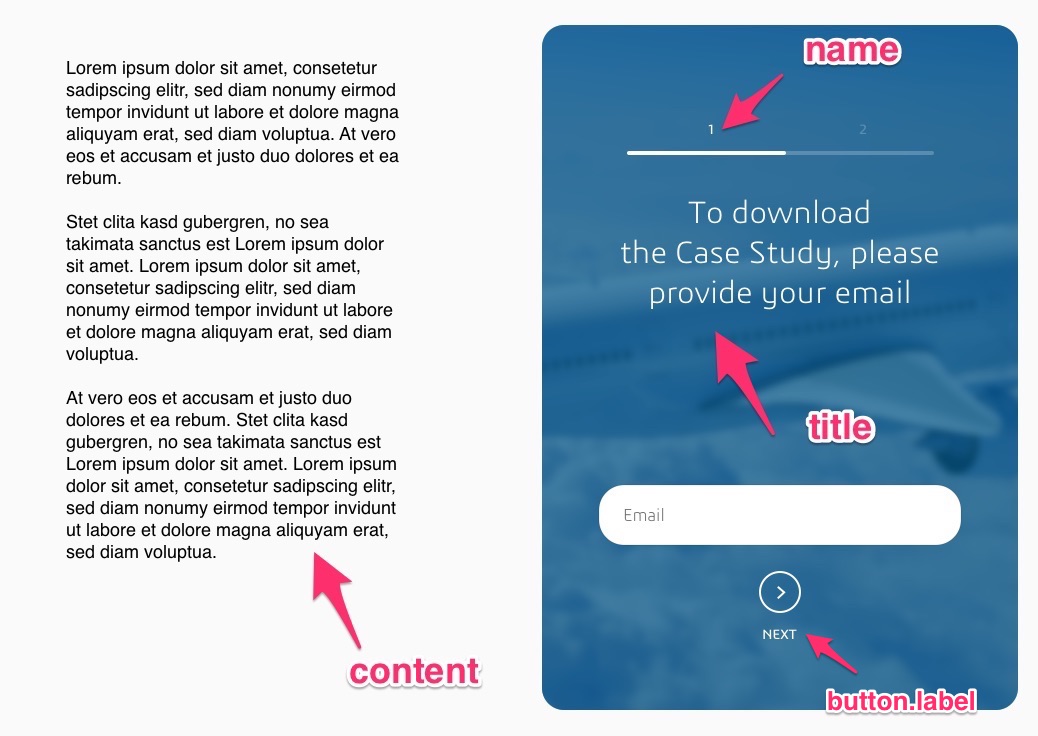 Lorem ipsum dolor sit amet, consetetur
sadipscing elitr, sed diam nonumy eirmod
tempor invidunt ut labore et dolore magna
aliquyam erat, sed diam voluptua. At vero
eos et accusam et justo duo dolores et ea
rebum.
Stet clita kasd gubergren, no sea
takimata sanctus est Lorem ipsum dolor
sit amet. Lorem ipsum dolor sit amet,
consetetur sadipscing elitr, sed diam
nonumy eirmod tempor invidunt ut labore
et dolore magna aliquyam erat, sed diam
voluptua.
At vero eos et accusam et justo duo
dolores et ea rebum. Stet clita kasd
gubergren, no sea takimata sanctus est
Lorem ipsum dolor sit amet. Lorem ipsum
dolor sit amet, consetetur sadipscing elitr,
sed diam nonumy eirmod tempor invidunt
ut labore et dolore magna aliquyam erat,
sed diam voluptua.
content
name
1 2
To download
the Case Study, please
provide your email
title
Email
NEXT
button.label